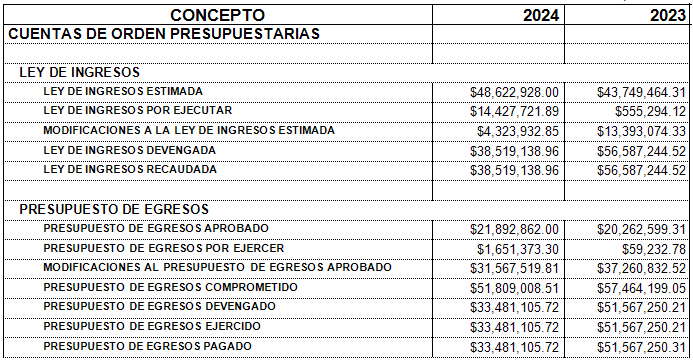 CONCEPTO 2024 2023
CUENTAS DE ORDEN PRESUPUESTARIAS
LEY DE INGRESOS
LEY DE INGRESOS ESTIMADA $48,622,928.00 $43,749,464.31
LEY DE INGRESOS POR EJECUTAR $14,427,721.89 $555,294.12
MODIFICACIONES A LA LEY DE INGRESOS ESTIMADA $4,323,932.85 $13,393,074.33
LEY DE INGRESOS DEVENGADA $38,519,138.96 $56,587,244.52
LEY DE INGRESOS RECAUDADA $38,519,138.96 $56,587,244.52
PRESUPUESTO DE EGRESOS
PRESUPUESTO DE EGRESOS APROBADO $21,892,862.00 $20,262,599.31
PRESUPUESTO DE EGRESOS POR EJERCER $1,651,373.30 $59,232.78
MODIFICACIONES AL PRESUPUESTO DE EGRESOS APROBADO $31,567,519.81 $37,260,832.52
PRESUPUESTO DE EGRESOS COMPROMETIDO $51,809,008.51 $57,464,199.05
PRESUPUESTO DE EGRESOS DEVENGADO $33,481,105.72 $51,567,250.21
PRESUPUESTO DE EGRESOS EJERCIDO $33,481,105.72 $51,567,250.21
PRESUPUESTO DE EGRESOS PAGADO $33,481,105.72 $51,567,250.31